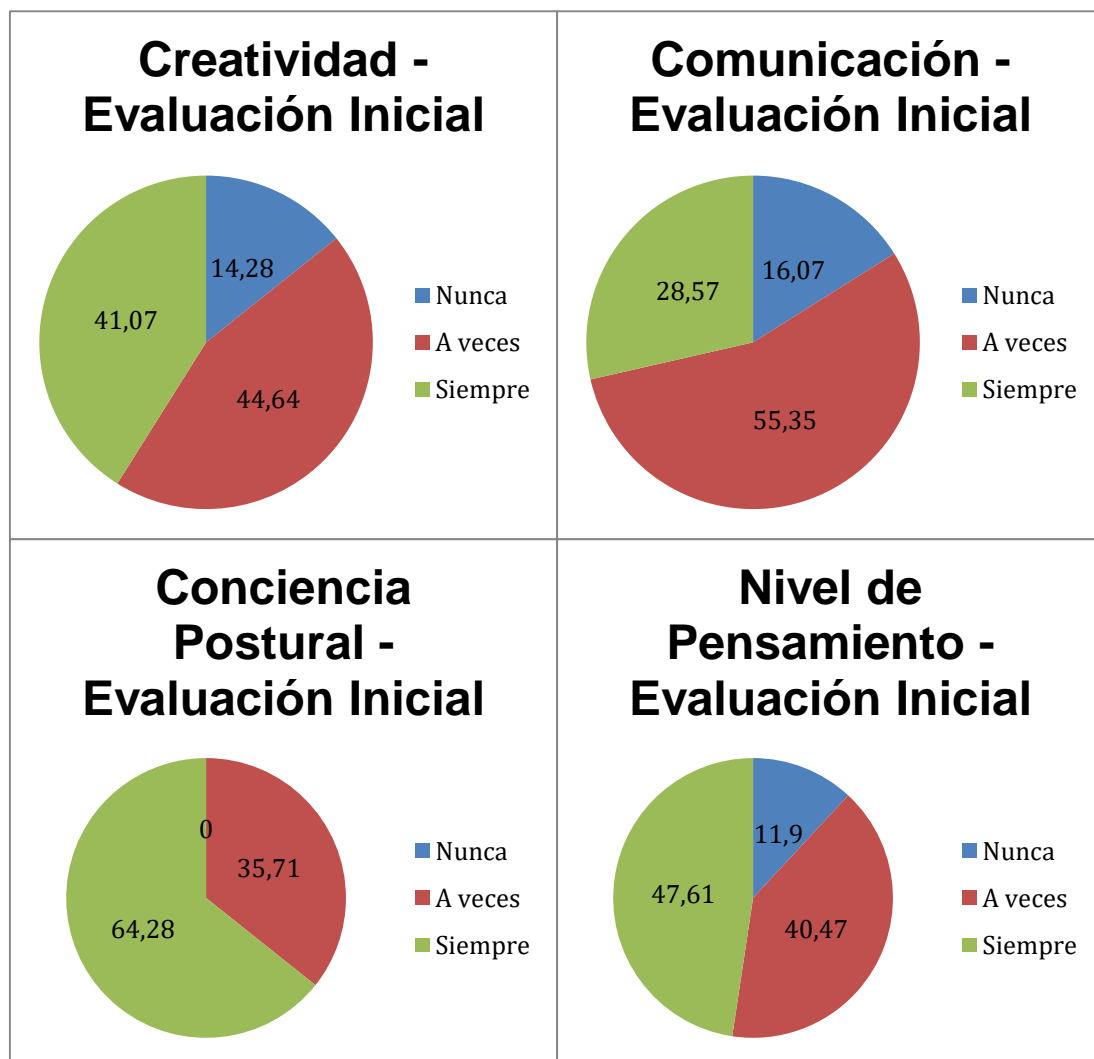 Creatividad -
Evaluación Inicial
14,28
41,07
44,64
Nunca
A veces
Siempre
Comunicación -
Evaluación Inicial
16,07
28,57
55,35
Nunca
A veces
Siempre
Conciencia
Postural -
Evaluación Inicial
0
35,71
64,28
Nunca
A veces
Siempre
Nivel de
Pensamiento -
Evaluación Inicial
11,9
47,61
40,47
Nunca
A veces
Siempre